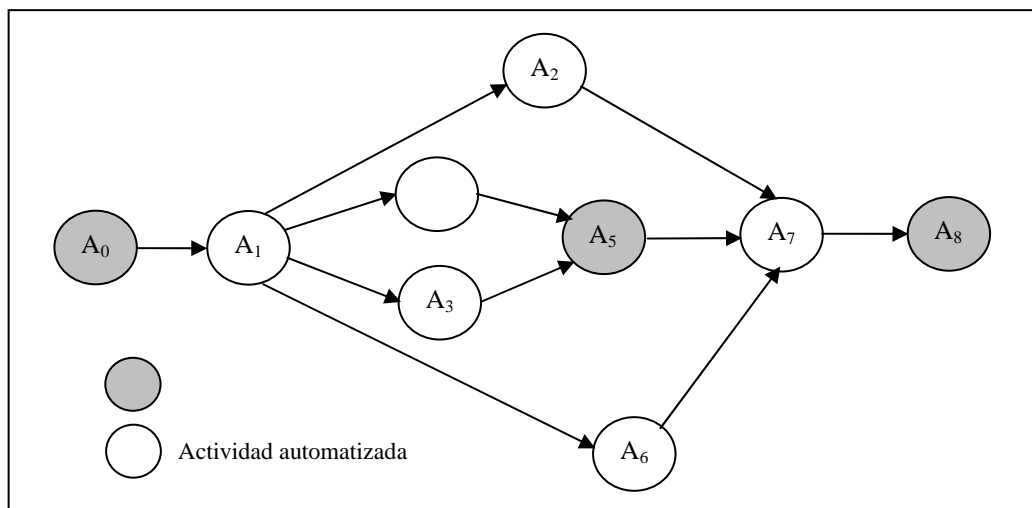 A₂
A₀
A₁
A₅
A₇
A₈
A₃
Actividad automatizada
A₆